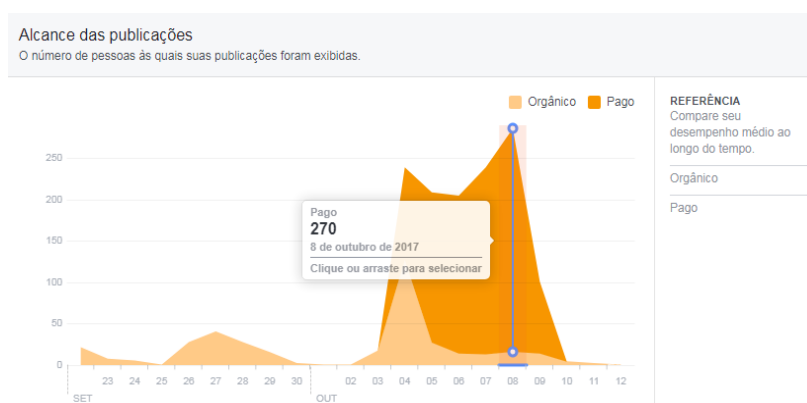 Alcance das publicações
O número de pessoas às quais suas publicações foram exibidas.
Orgânico Pago
REFERÊNCIA
Compare seu
desempenho médio ao
longo do tempo.
Orgânico
Pago
250
200
150
100
50
0
Pago
270
8 de outubro de 2017
Clique ou arraste para selecionar
23 24 25 26 27 28 29 30 02 03 04 05 06 07 08 09 10 11 12
SET OUT